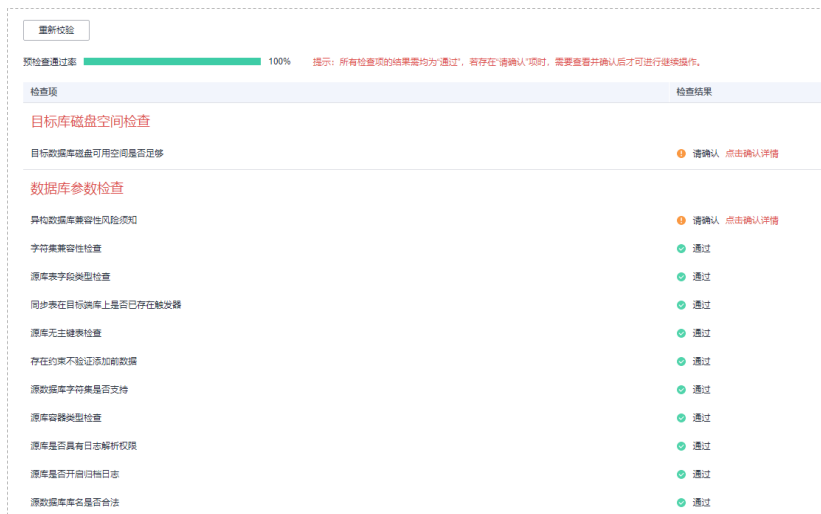 重新校验
预检查通过率 100% 提示：所有检查项的结果需均为“通过”，若存在“请确认”项时，需要查看并确认后才可进行继续操作。
检查项 检查结果
目标库磁盘空间检查
目标数据库磁盘可用空间是否足够 请确认 点击确认详情
数据库参数检查
异构数据库兼容性风险须知 请确认 点击确认详情
字符集兼容性检查 通过
源库表字段类型检查 通过
同步表在目标端库上是否已存在触发器 通过
源库无主键表检查 通过
存在约束不验证添加前数据 通过
源数据库字符集是否支持 通过
源库容器类型检查 通过
源库是否具有日志解析权限 通过
源库是否开启归档日志 通过
源数据库库名是否合法 通过